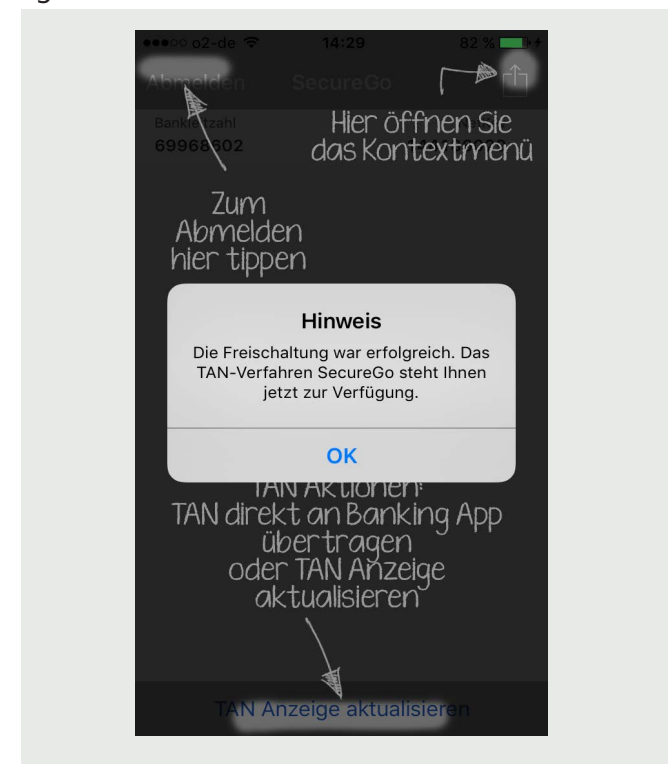 o2-de 14:29 82 %
Abmelden SecureGo
Hier öffnen Sie
das Kontextmenü
Bankleitzahl
69968602
Zum
Abmelden
hier tippen
Hinweis
Die Freischaltung war erfolgreich. Das
TAN-Verfahren SecureGo steht Ihnen
jetzt zur Verfügung.
OK
TAN Aktionen:
TAN direkt an Banking App
übertragen
oder TAN Anzeige
aktualisieren
TAN Anzeige aktualisieren